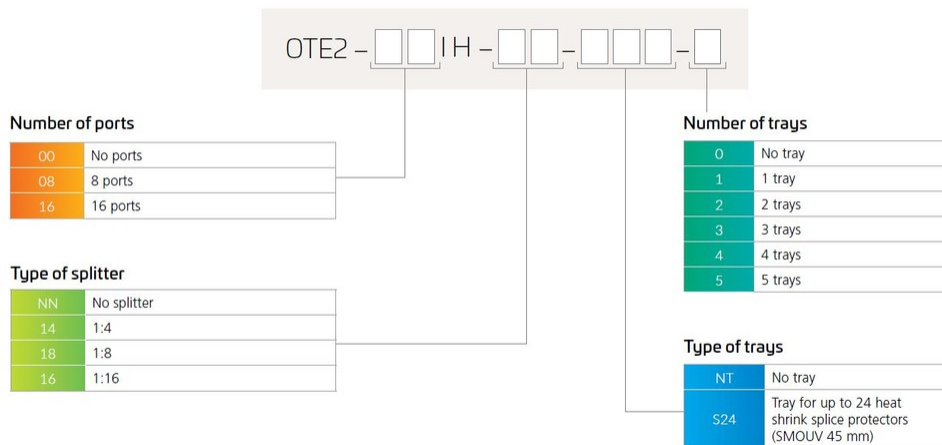 OTE2 – IH – – –
Number of ports
00 No ports
08 8 ports
16 16 ports
Type of splitter
NN No splitter
14 1:4
18 1:8
16 1:16
Number of trays
0 No tray
1 1 tray
2 2 trays
3 3 trays
4 4 trays
5 5 trays
Type of trays
NT No tray
S24 Tray for up to 24 heat
shrink splice protectors
(SMOUV 45 mm)